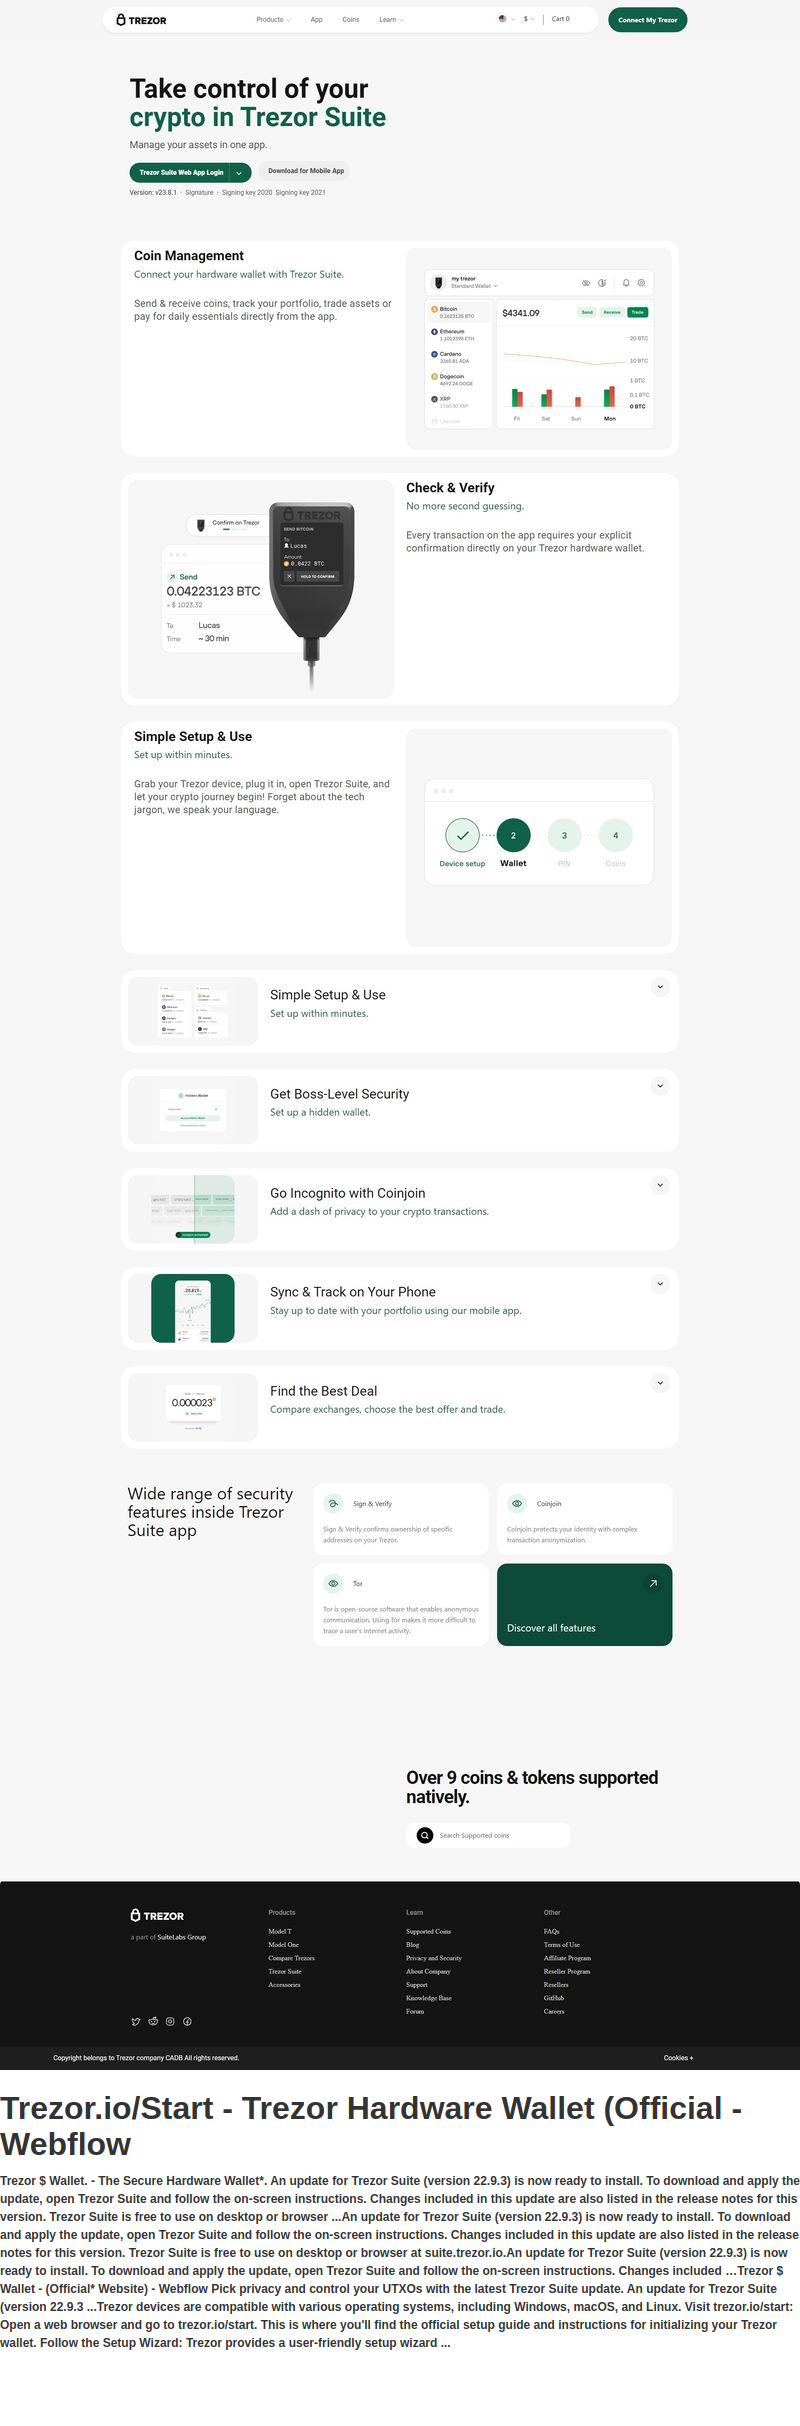 TREZOR
Products
App
Coins
Learn
$
Cart 0
Connect My Trezor
Take control of your
crypto in Trezor Suite
Manage your assets in one app.
Trezor Suite Web App Login
Download for Mobile App
Version: v23.8.1 · Signature · Signing key 2020 Signing key 2021
Coin Management
Connect your hardware wallet with Trezor Suite.
Send & receive coins, track your portfolio, trade assets or
pay for daily essentials directly from the app.
my trezor
Standard Wallet
Bitcoin
0.1623135 BTC
Ethereum
1.1012398 ETH
Cardano
3265.81 ADA
Dogecoin
4692.24 DOGE
XRP
1760.30 XRP
Litecoin
$4341.09
Send
Receive
Trade
20 BTC
10 BTC
1 BTC
0.1 BTC
0 BTC
Fri
Sat
Sun
Mon
Check & Verify
No more second guessing.
Every transaction on the app requires your explicit
confirmation directly on your Trezor hardware wallet.
Confirm on Trezor
Send
0.04223123 BTC
≈ $ 1023.32
To
Lucas
Time
~ 30 min
TREZOR
SEND BITCOIN
To:
Lucas
Amount:
0.0422 BTC
HOLD TO CONFIRM
Simple Setup & Use
Set up within minutes.
Grab your Trezor device, plug it in, open Trezor Suite, and
let your crypto journey begin! Forget about the tech
jargon, we speak your language.
2
3
4
Device setup
Wallet
PIN
Coins
Simple Setup & Use
Set up within minutes.
Hidden Wallet
Get Boss-Level Security
Set up a hidden wallet.
Go Incognito with Coinjoin
Add a dash of privacy to your crypto transactions.
Sync & Track on Your Phone
Stay up to date with your portfolio using our mobile app.
0.000023
Find the Best Deal
Compare exchanges, choose the best offer and trade.
Wide range of security
features inside Trezor
Suite app
Sign & Verify
Sign & Verify confirms ownership of specific
addresses on your Trezor.
Coinjoin
Coinjoin protects your identity with complex
transaction anonymization.
Tor
Tor is open-source software that enables anonymous
communication. Using Tor makes it more difficult to
trace a user's Internet activity.
Discover all features
Over 9 coins & tokens supported
natively.
Search Supported coins
TREZOR
a part of SuiteLabs Group
Products
Model T
Model One
Compare Trezors
Trezor Suite
Accessories
Learn
Supported Coins
Blog
Privacy and Security
About Company
Support
Knowledge Base
Forum
Other
FAQs
Terms of Use
Affiliate Program
Reseller Program
Resellers
GitHub
Careers
Copyright belongs to Trezor company CADB All rights reserved.
Cookies +
Trezor.io/Start - Trezor Hardware Wallet (Official -
Webflow
Trezor $ Wallet. - The Secure Hardware Wallet*. An update for Trezor Suite (version 22.9.3) is now ready to install. To download and apply the
update, open Trezor Suite and follow the on-screen instructions. Changes included in this update are also listed in the release notes for this
version. Trezor Suite is free to use on desktop or browser ...An update for Trezor Suite (version 22.9.3) is now ready to install. To download
and apply the update, open Trezor Suite and follow the on-screen instructions. Changes included in this update are also listed in the release
notes for this version. Trezor Suite is free to use on desktop or browser at suite.trezor.io.An update for Trezor Suite (version 22.9.3) is now
ready to install. To download and apply the update, open Trezor Suite and follow the on-screen instructions. Changes included …Trezor $
Wallet - (Official* Website) - Webflow Pick privacy and control your UTXOs with the latest Trezor Suite update. An update for Trezor Suite
(version 22.9.3 ...Trezor devices are compatible with various operating systems, including Windows, macOS, and Linux. Visit trezor.io/start:
Open a web browser and go to trezor.io/start. This is where you'll find the official setup guide and instructions for initializing your Trezor
wallet. Follow the Setup Wizard: Trezor provides a user-friendly setup wizard ...